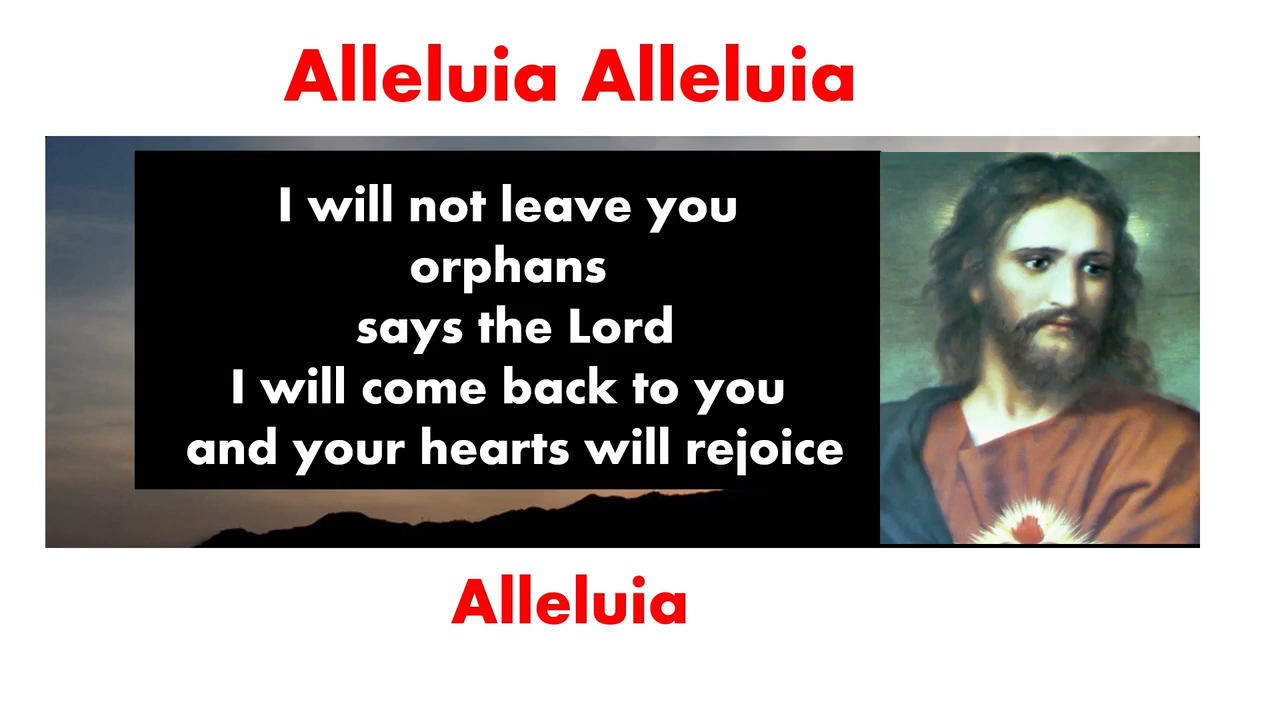 Alleluia Alleluia
I will not leave you
orphans
says the Lord
I will come back to you
and your hearts will rejoice
Alleluia